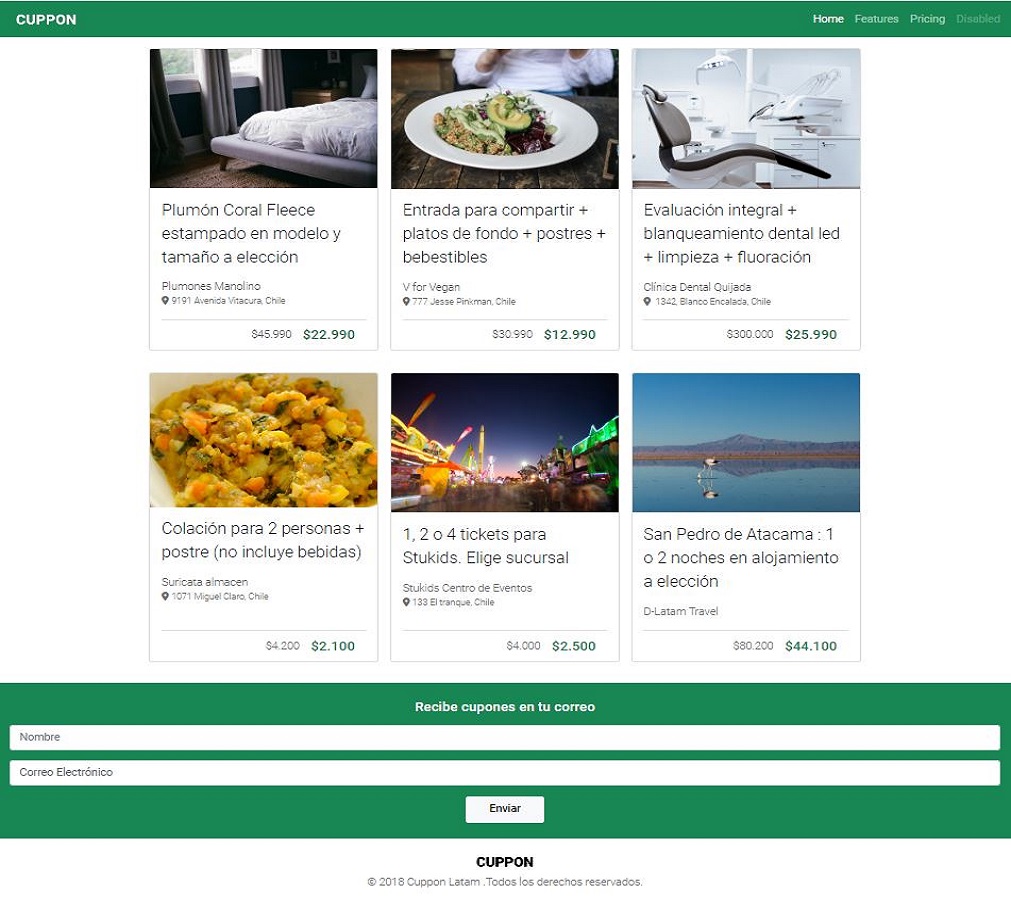 CUPPON
Home Features Pricing Disabled
Plumón Coral Fleece
estampado en modelo y
tamaño a elección
Plumones Manolino
9191 Avenida Vitacura, Chile
$45.990 $22.990
Entrada para compartir +
platos de fondo + postres +
bebestibles
V for Vegan
777 Jesse Pinkman, Chile
$30.990 $12.990
Evaluación integral +
blanqueamiento dental led
+ limpieza + fluoración
Clínica Dental Quijada
1342, Blanco Encalada, Chile
$300.000 $25.990
Colación para 2 personas +
postre (no incluye bebidas)
Suricata almacen
1071 Miguel Claro, Chile
$4.200 $2.100
1, 2 o 4 tickets para
Stukids. Elige sucursal
Stukids Centro de Eventos
133 El tranque, Chile
$4.000 $2.500
San Pedro de Atacama : 1
o 2 noches en alojamiento
a elección
D-Latam Travel
$80.200 $44.100
Recibe cupones en tu correo
Nombre
Correo Electrónico
Enviar
CUPPON
© 2018 Cuppon Latam .Todos los derechos reservados.